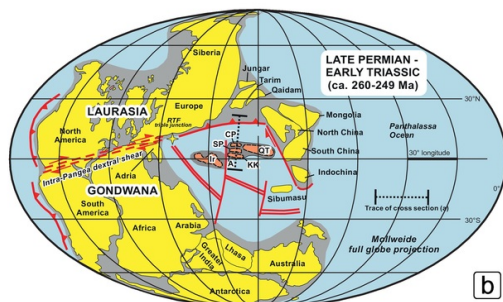 LATE PERMIAN -
EARLY TRIASSIC
(ca. 260-249 Ma)
Siberia
Jungar
Tarim
Qaidam
30°N
Europe
LAURASIA
RTF
triple junction
North
America
Mongolia
North China
South China
Indochina
Panthalassa
Ocean
CP
SP
QT
Ir
A
KK
30° longitude
0°
Intra-Pangea dextral shear
Adria
GONDWANA
Sibumasu
Trace of cross section (a)
South
America
Africa
Arabia
30°S
Greater
India
Lhasa
Australia
Antarctica
Mollweide
full globe projection
b